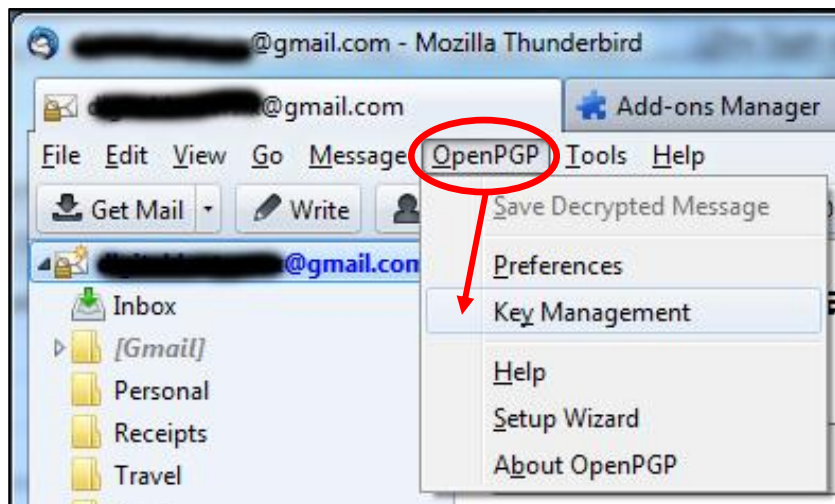 @gmail.com - Mozilla Thunderbird
@gmail.com
Add-ons Manager
File Edit View Go Message OpenPGP Tools Help
Get Mail
Write
Save Decrypted Message
@gmail.com
Preferences
Inbox
Key Management
[Gmail]
Help
Personal
Setup Wizard
Receipts
About OpenPGP
Travel